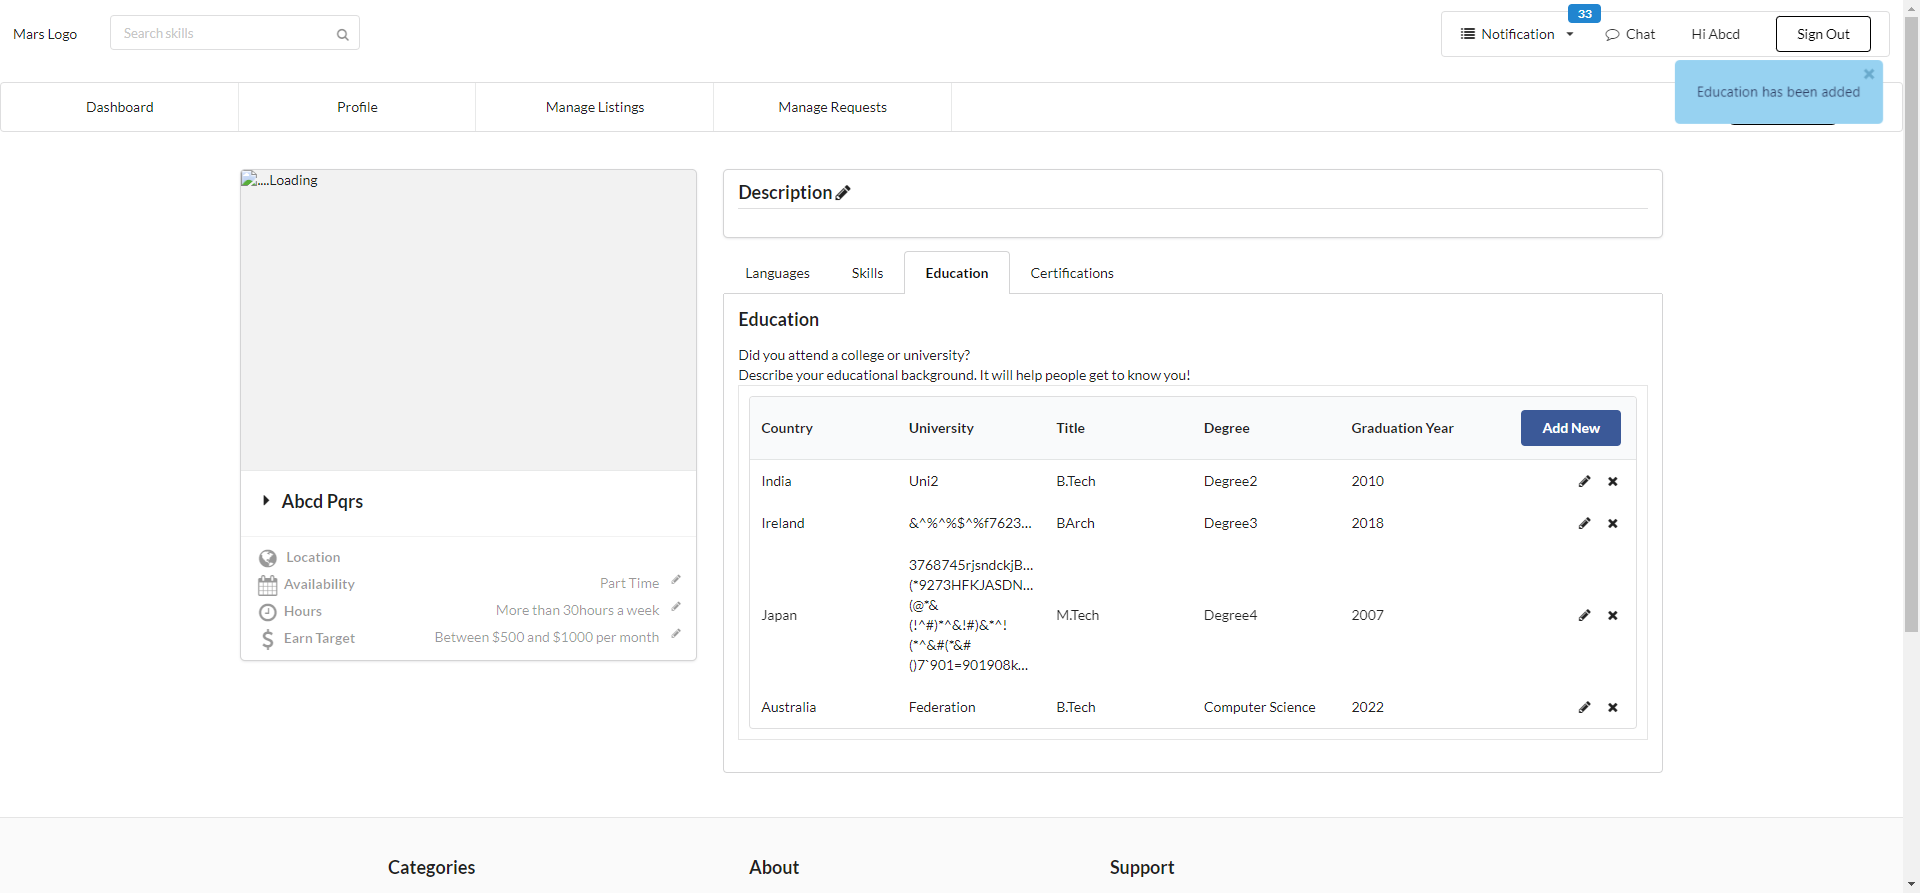 Mars Logo
Search skills
33
Notification
Chat
Hi Abcd
Sign Out
Education has been added
Dashboard
Profile
Manage Listings
Manage Requests
....Loading
Abcd Pqrs
Location
Availability
Part Time
Hours
More than 30hours a week
Earn Target
Between $500 and $1000 per month
Description
Languages
Skills
Education
Certifications
Education
Did you attend a college or university?
Describe your educational background. It will help people get to know you!
Country University Title Degree Graduation Year Add New
India Uni2 B.Tech Degree2 2010
Ireland &^%^%$^%f7623... BArch Degree3 2018
3768745rjsndckjB...
(*9273HFKJASDN...
(@*&
Japan M.Tech Degree4 2007
(!^#)*^&!#)&*^!
(*^&#(*&#
()7`901=901908k...
Australia Federation B.Tech Computer Science 2022
Categories
About
Support